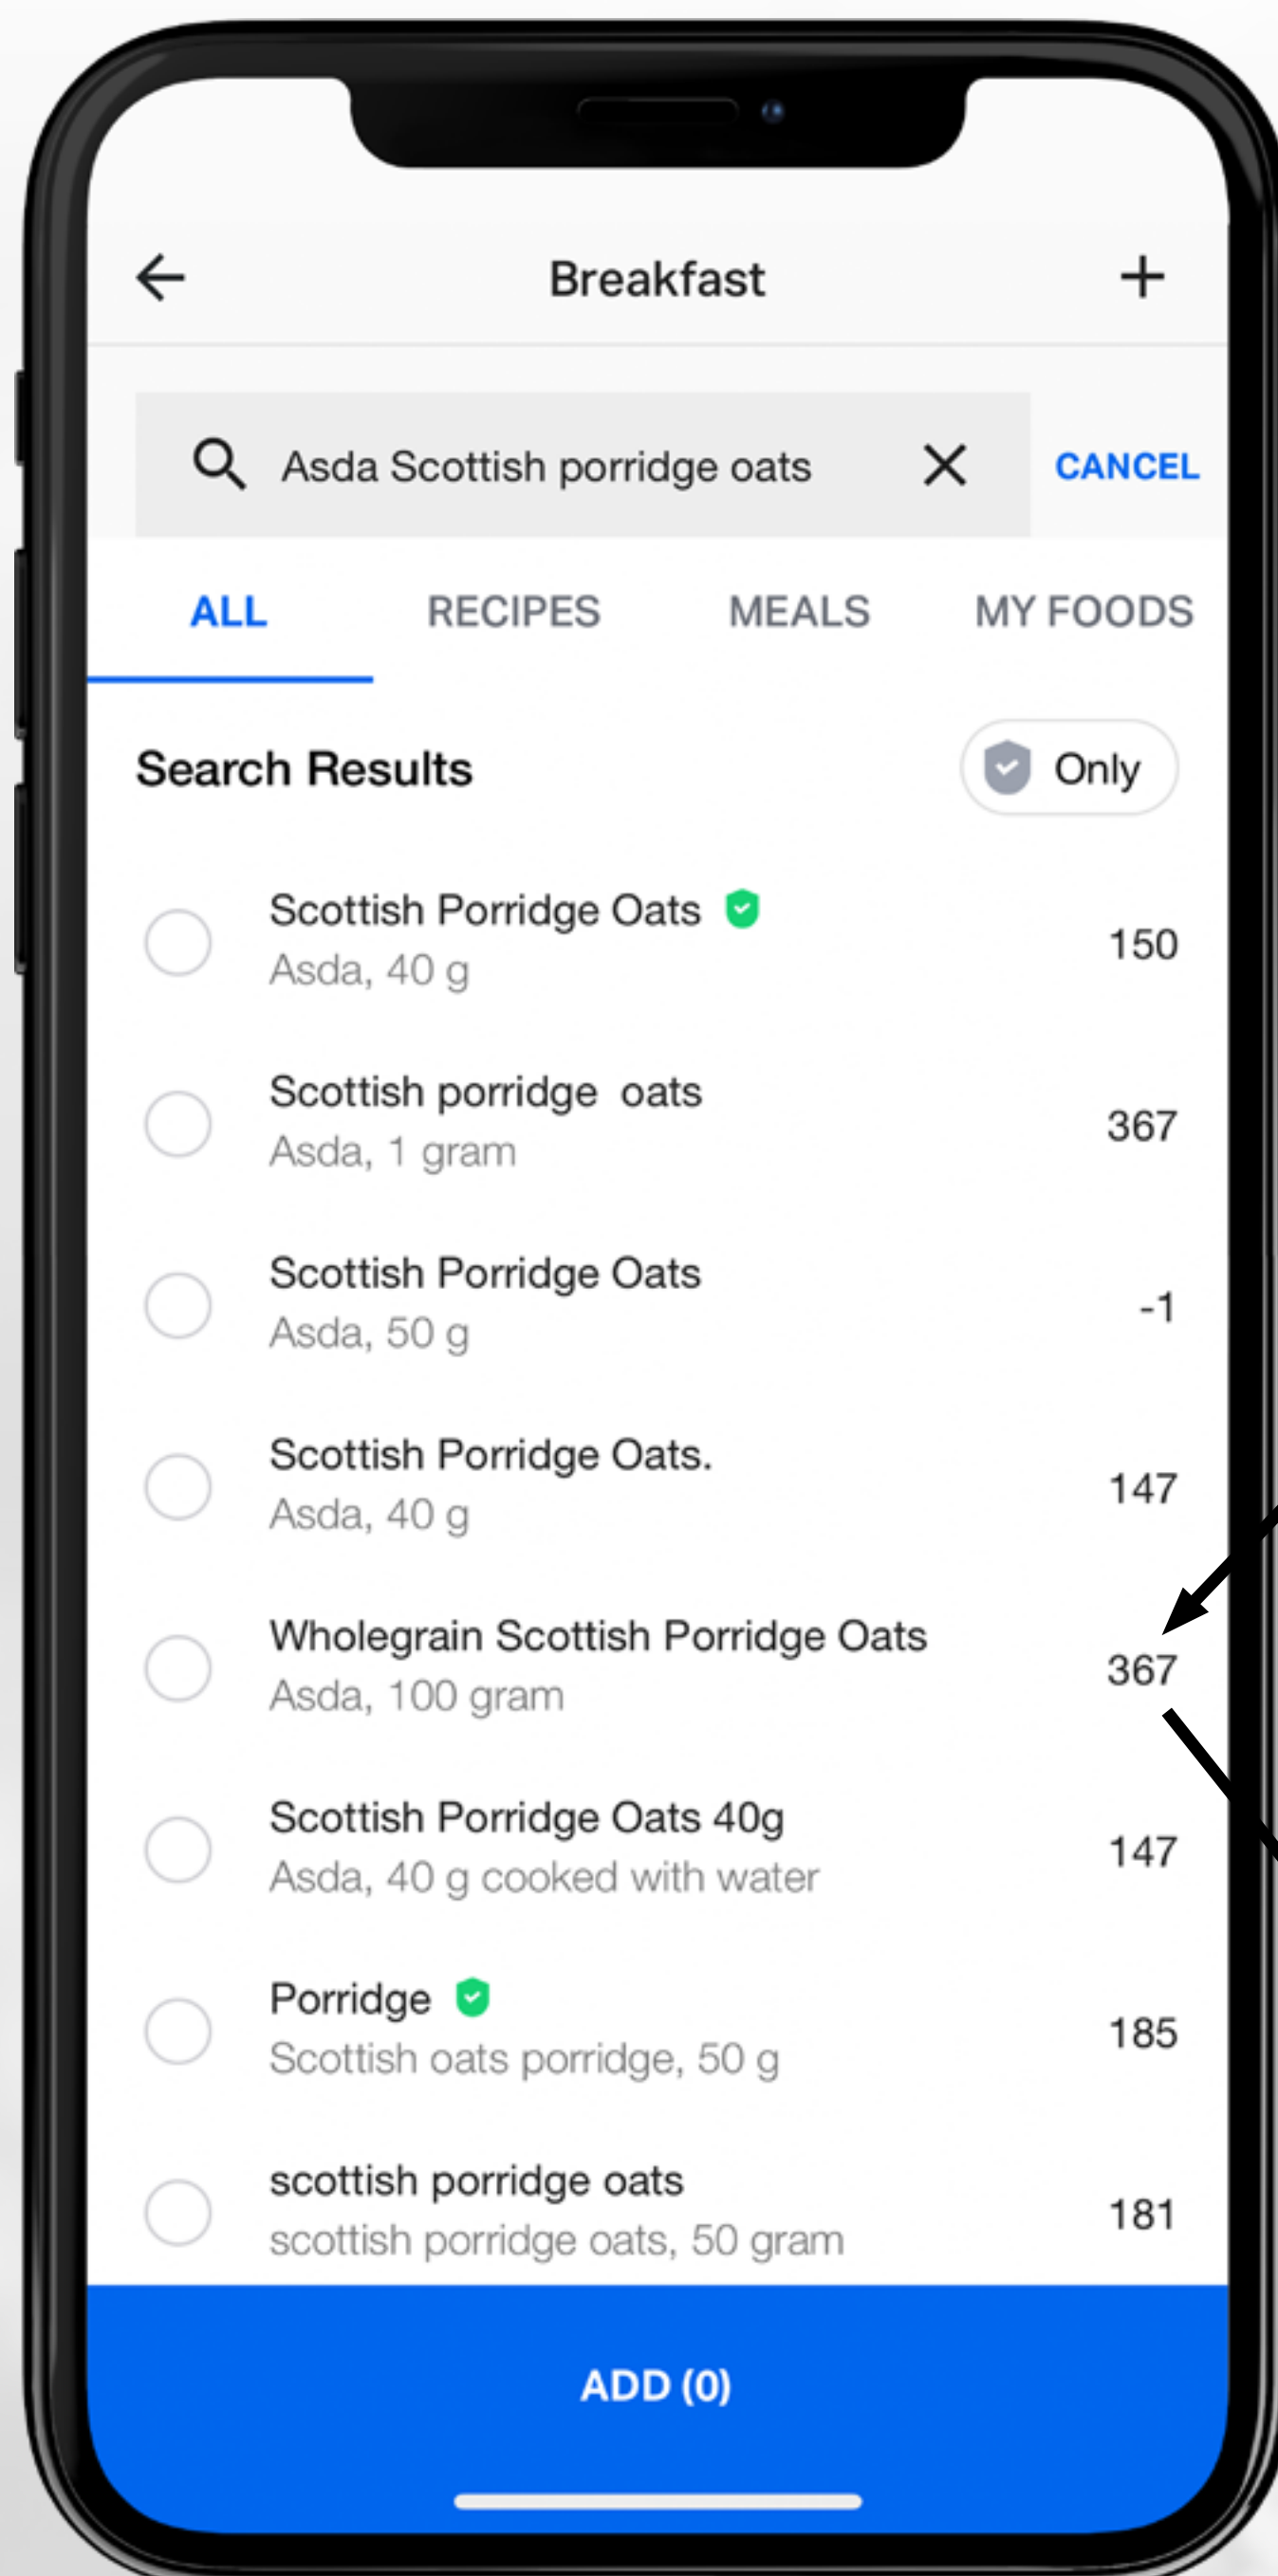 Breakfast
Asda Scottish porridge oats CANCEL
ALL RECIPES MEALS MY FOODS
Search Results Only
Scottish Porridge Oats
Asda, 40 g
150
Scottish porridge oats
Asda, 1 gram
367
Scottish Porridge Oats
Asda, 50 g
-1
Scottish Porridge Oats.
Asda, 40 g
147
Wholegrain Scottish Porridge Oats
Asda, 100 gram
367
Scottish Porridge Oats 40g
Asda, 40 g cooked with water
147
Porridge
Scottish oats porridge, 50 g
185
scottish porridge oats
scottish porridge oats, 50 gram
181
ADD (0)